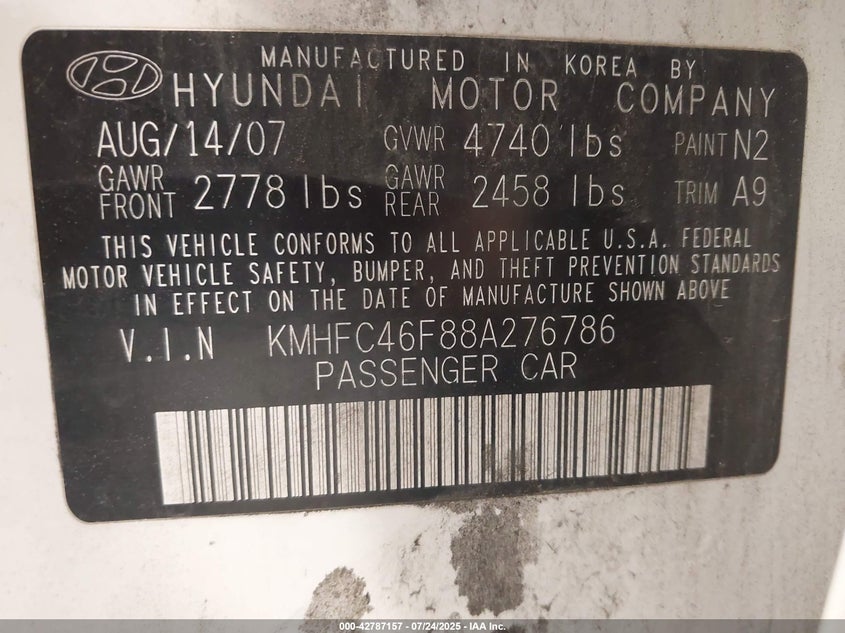 MANUFACTURED IN KOREA BY
HYUNDAI MOTOR COMPANY
AUG/14/07 GVWR 4740 lbs PAINT N2
GAWR FRONT 2778 lbs GAWR REAR 2458 lbs TRIM A9
THIS VEHICLE CONFORMS TO ALL APPLICABLE U.S.A. FEDERAL
MOTOR VEHICLE SAFETY, BUMPER, AND THEFT PREVENTION STANDARDS
IN EFFECT ON THE DATE OF MANUFACTURE SHOWN ABOVE
V.I.N KMHFC46F88A276786
PASSENGER CAR
000-42787157 - 07/24/2025 - IAA Inc.